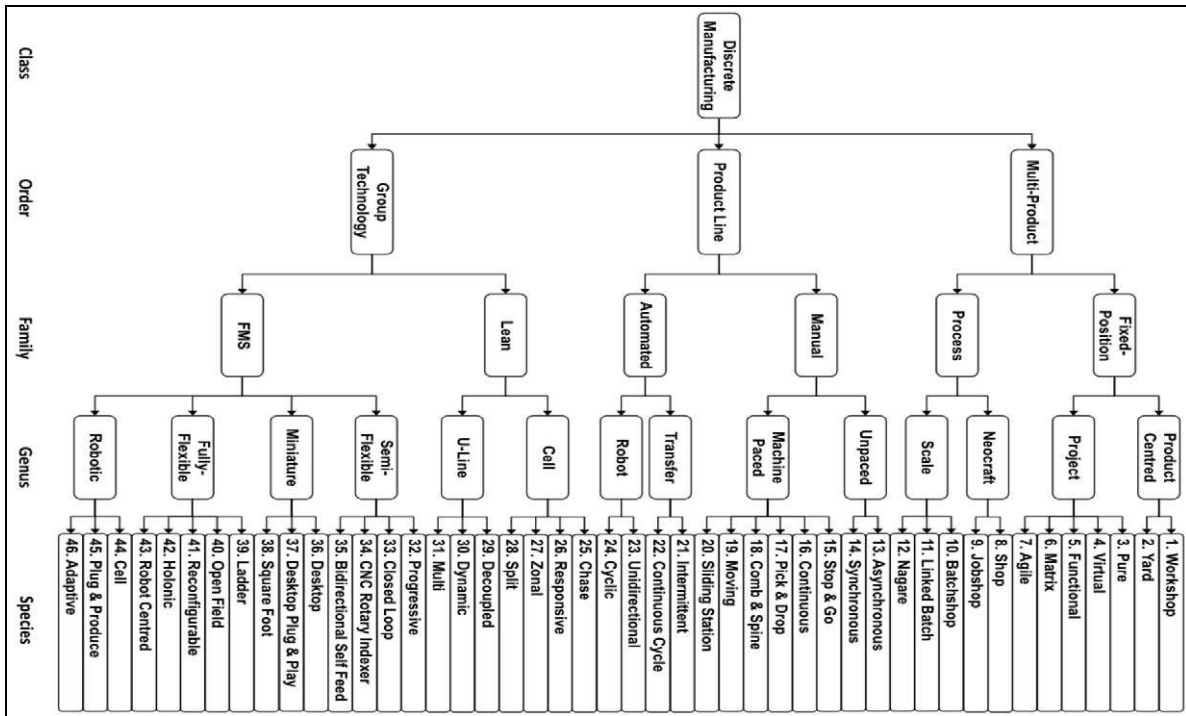 Class
Order
Family
Genus
Species
Discrete
Manufacturing
Multi-Product
Product Line
Group
Technology
Fixed-
Position
Process
Manual
Automated
Lean
FMS
Product
Centred
Project
Neocraft
Scale
Unpaced
Machine
Paced
Transfer
Robot
Cell
U-Line
Semi-
Flexible
Miniature
Fully-
Flexible
Robotic
1. Workshop
2. Yard
3. Pure
4. Virtual
5. Functional
6. Matrix
7. Agile
8. Shop
9. Jobshop
10. Batchshop
11. Linked Batch
12. Nagare
13. Asynchronous
14. Synchronous
15. Stop & Go
16. Continuous
17. Pick & Drop
18. Comb & Spine
19. Moving
20. Sliding Station
21. Intermittent
22. Continuous Cycle
23. Unidirectional
24. Cyclic
25. Chase
26. Responsive
27. Zonal
28. Split
29. Decoupled
30. Dynamic
31. Multi
32. Progressive
33. Closed Loop
34. CNC Rotary Indexer
35. Bidirectional Self Feed
36. Desktop
37. Desktop Plug & Play
38. Square Foot
39. Ladder
40. Open Field
41. Reconfigurable
42. Holonic
43. Robot Centred
44. Cell
45. Plug & Produce
46. Adaptive